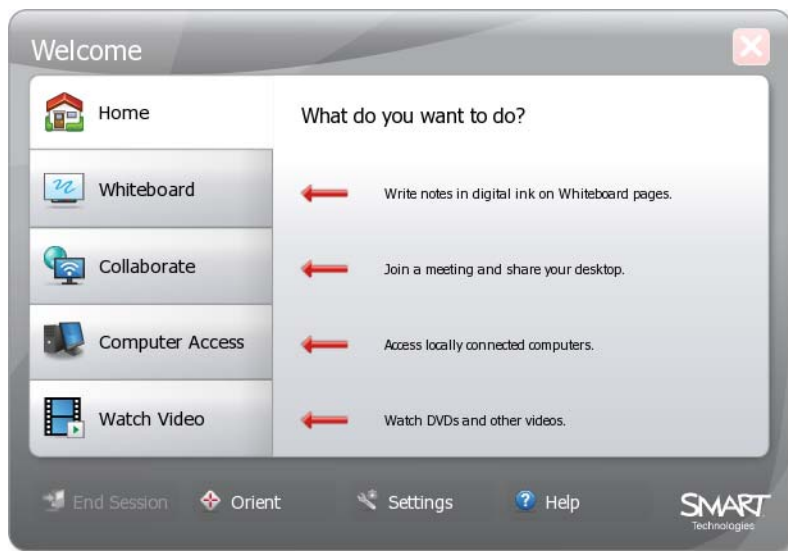 Welcome
Home
What do you want to do?
Whiteboard
Write notes in digital ink on Whiteboard pages.
Collaborate
Join a meeting and share your desktop.
Computer Access
Access locally connected computers.
Watch Video
Watch DVDs and other videos.
End Session
Orient
Settings
Help
SMART
Technologies